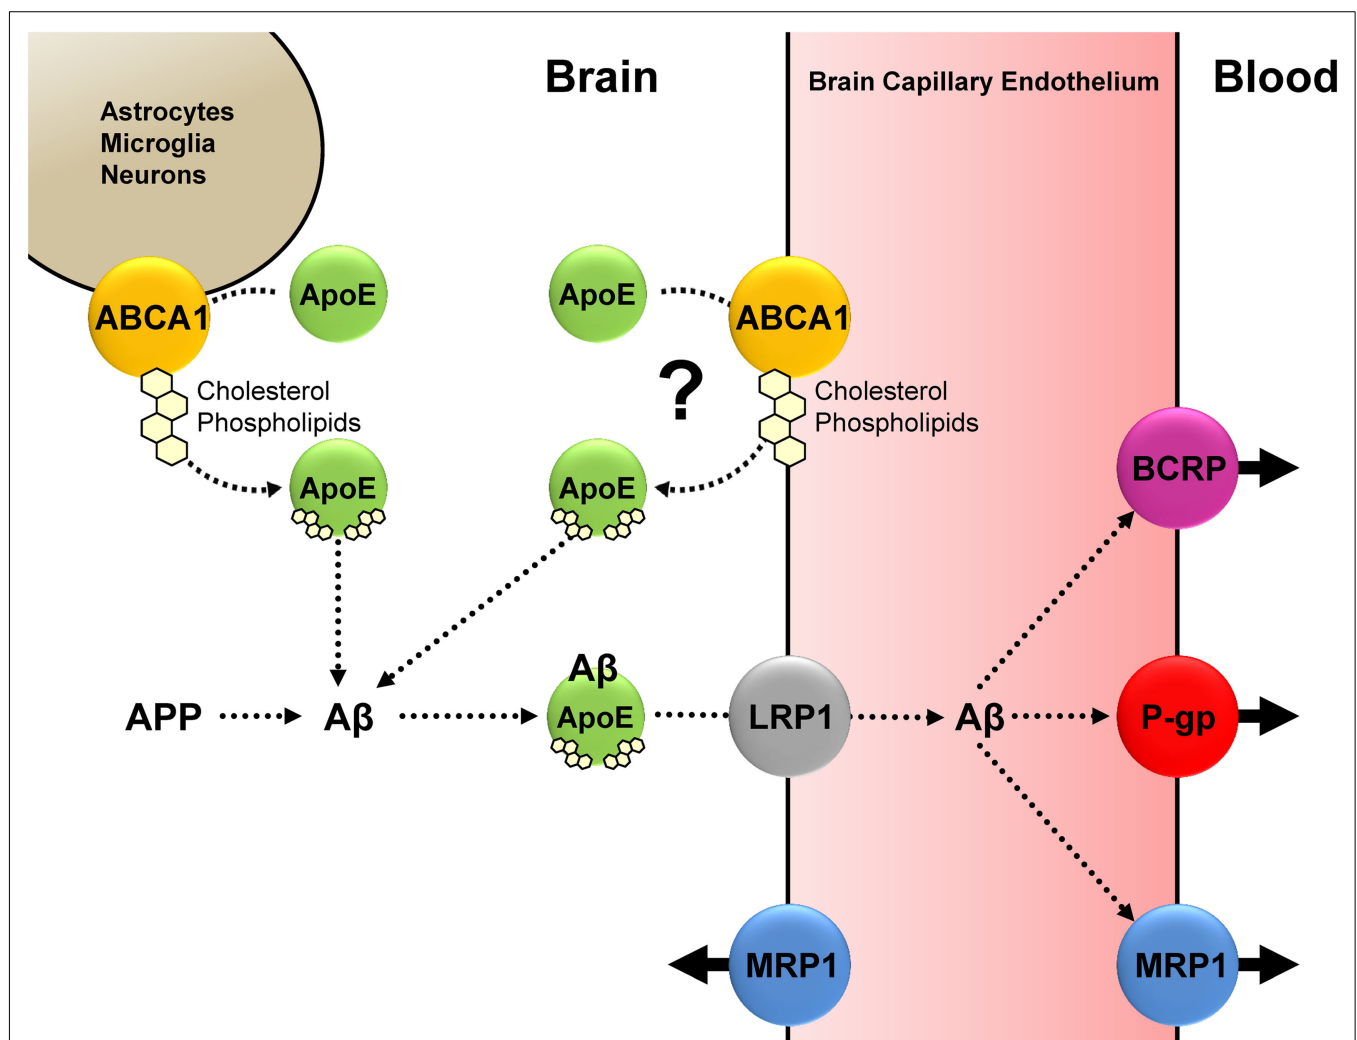 Brain
Brain Capillary Endothelium
Blood
Astrocytes
Microglia
Neurons
ABCA1
ApoE
ApoE
ABCA1
Cholesterol
Phospholipids
?
Cholesterol
Phospholipids
ApoE
ApoE
BCRP
APP
Aβ
Aβ
ApoE
LRP1
Aβ
P-gp
MRP1
MRP1